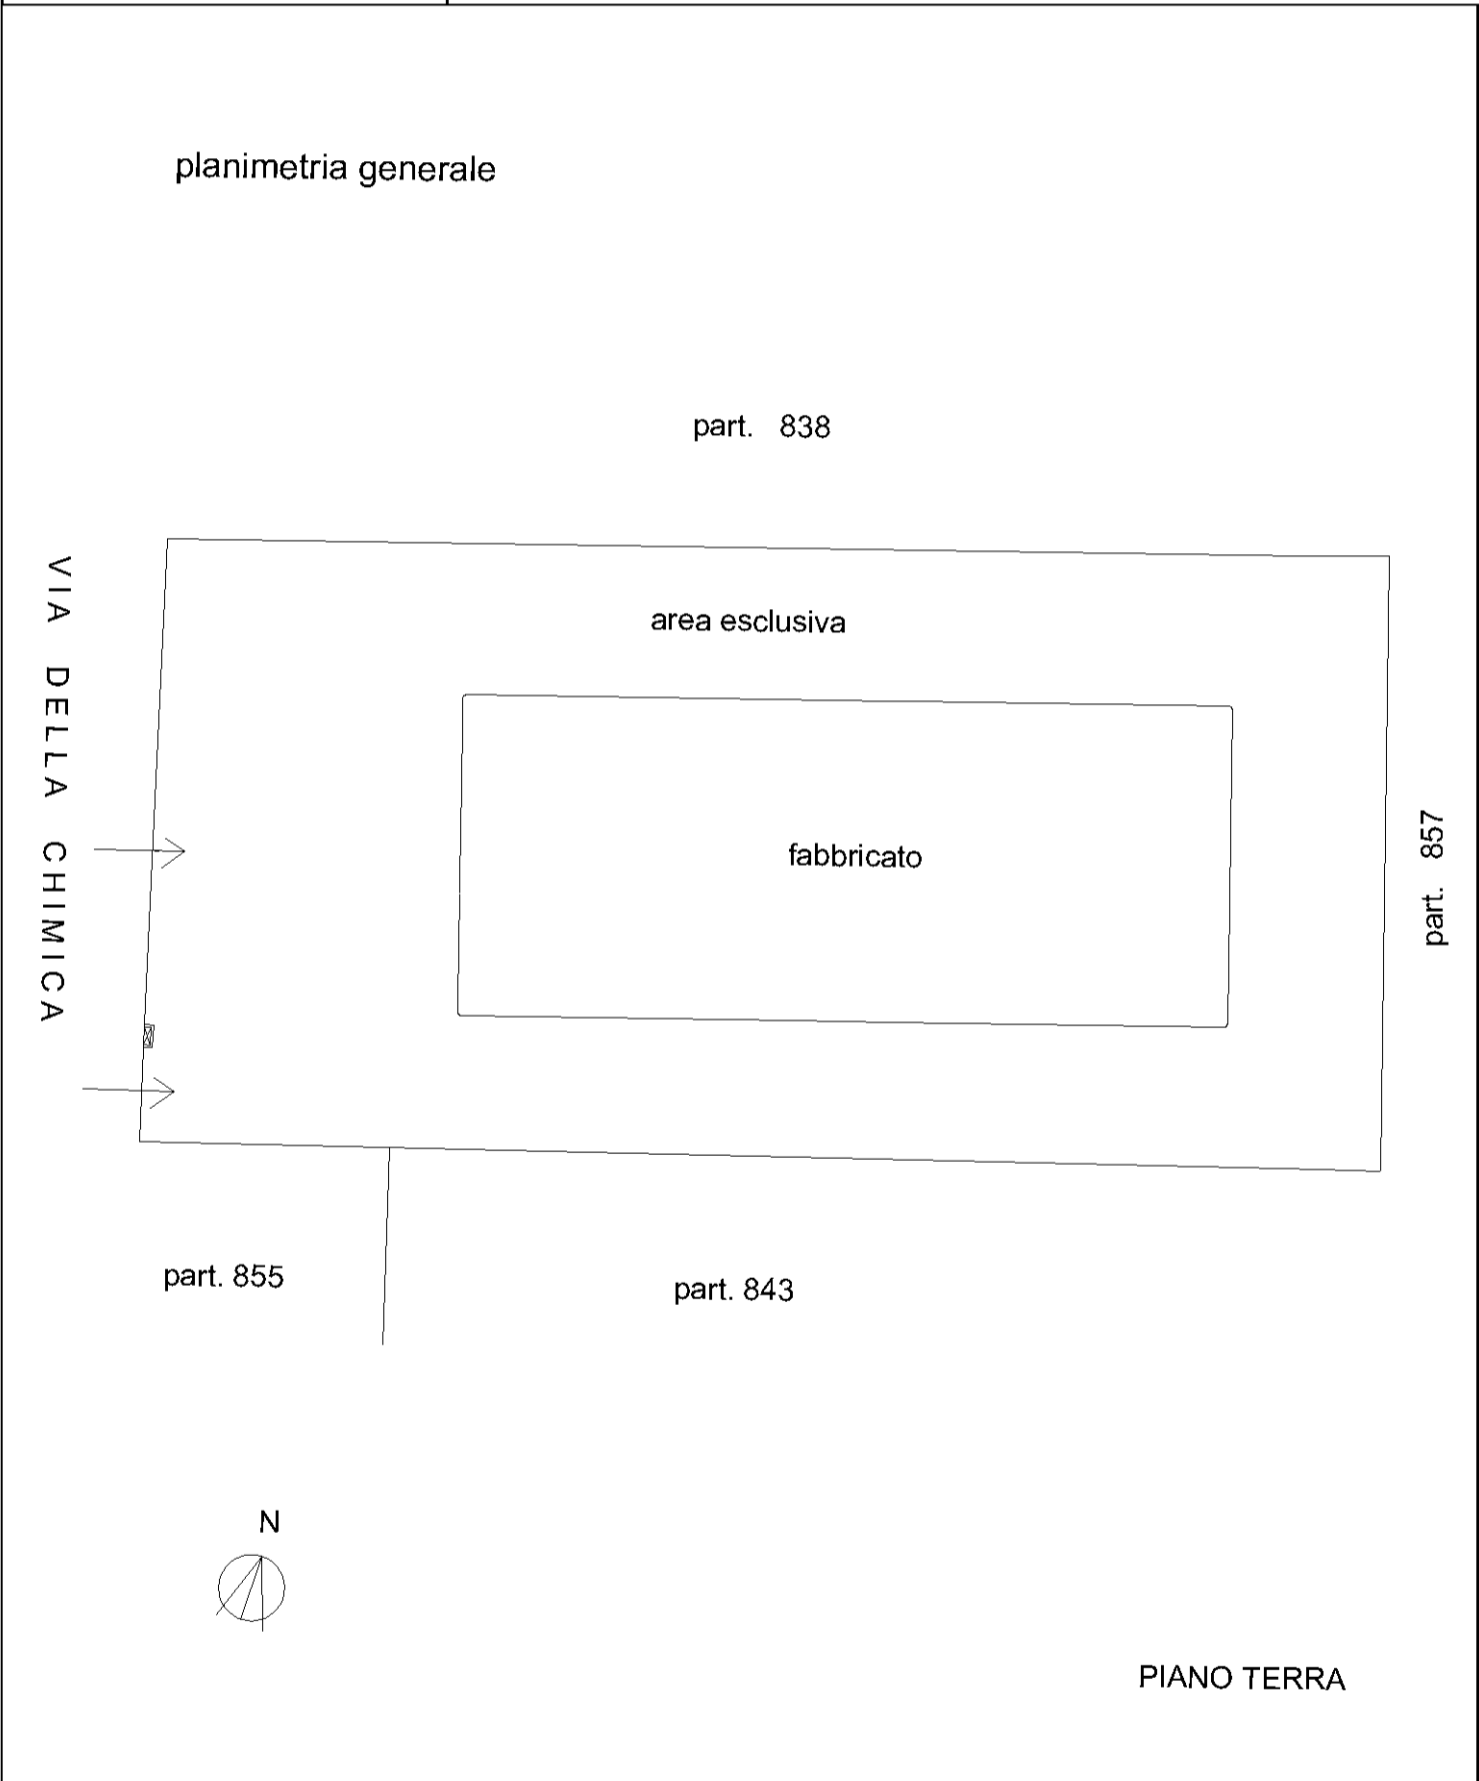 planimetria generale
part. 838
area esclusiva
VIA DELLA CHIMICA
fabbricato
part. 857
part. 855
part. 843
N
PIANO TERRA